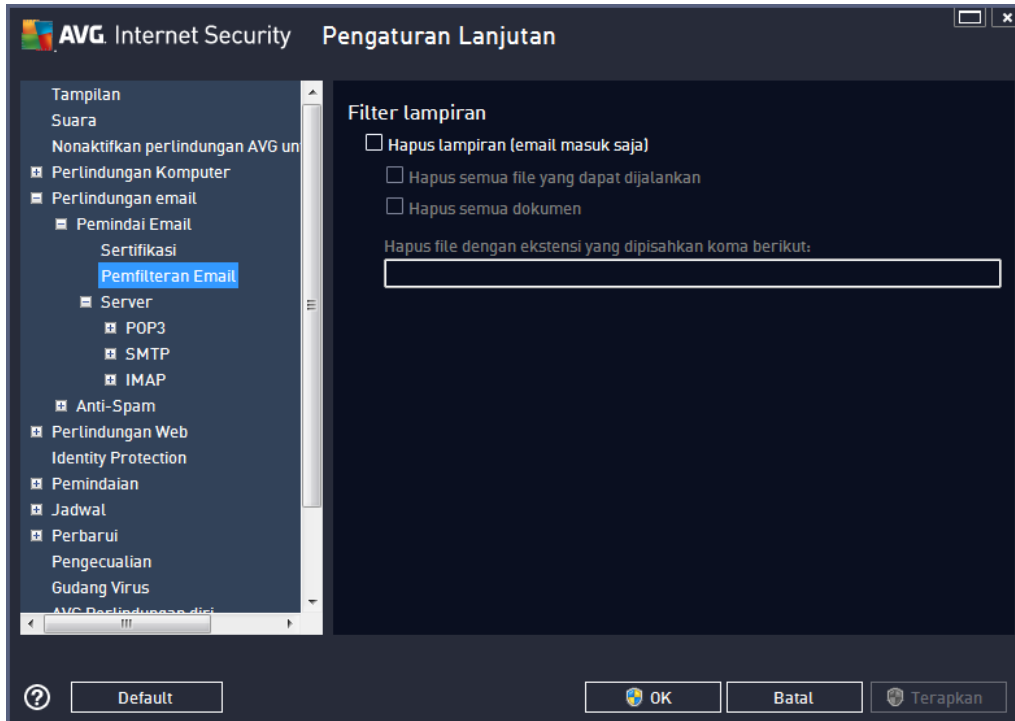 AVG. Internet Security Pengaturan Lanjutan
Tampilan
Suara
Nonaktifkan perlindungan AVG un
Perlindungan Komputer
Perlindungan email
Pemindai Email
Sertifikasi
Pemfilteran Email
Server
POP3
SMTP
IMAP
Anti-Spam
Perlindungan Web
Identity Protection
Pemindaian
Jadwal
Perbarui
Pengecualian
Gudang Virus
AVG Perlindungan diri
Filter lampiran
Hapus lampiran (email masuk saja)
Hapus semua file yang dapat dijalankan
Hapus semua dokumen
Hapus file dengan ekstensi yang dipisahkan koma berikut:
? Default OK Batal Terapkan